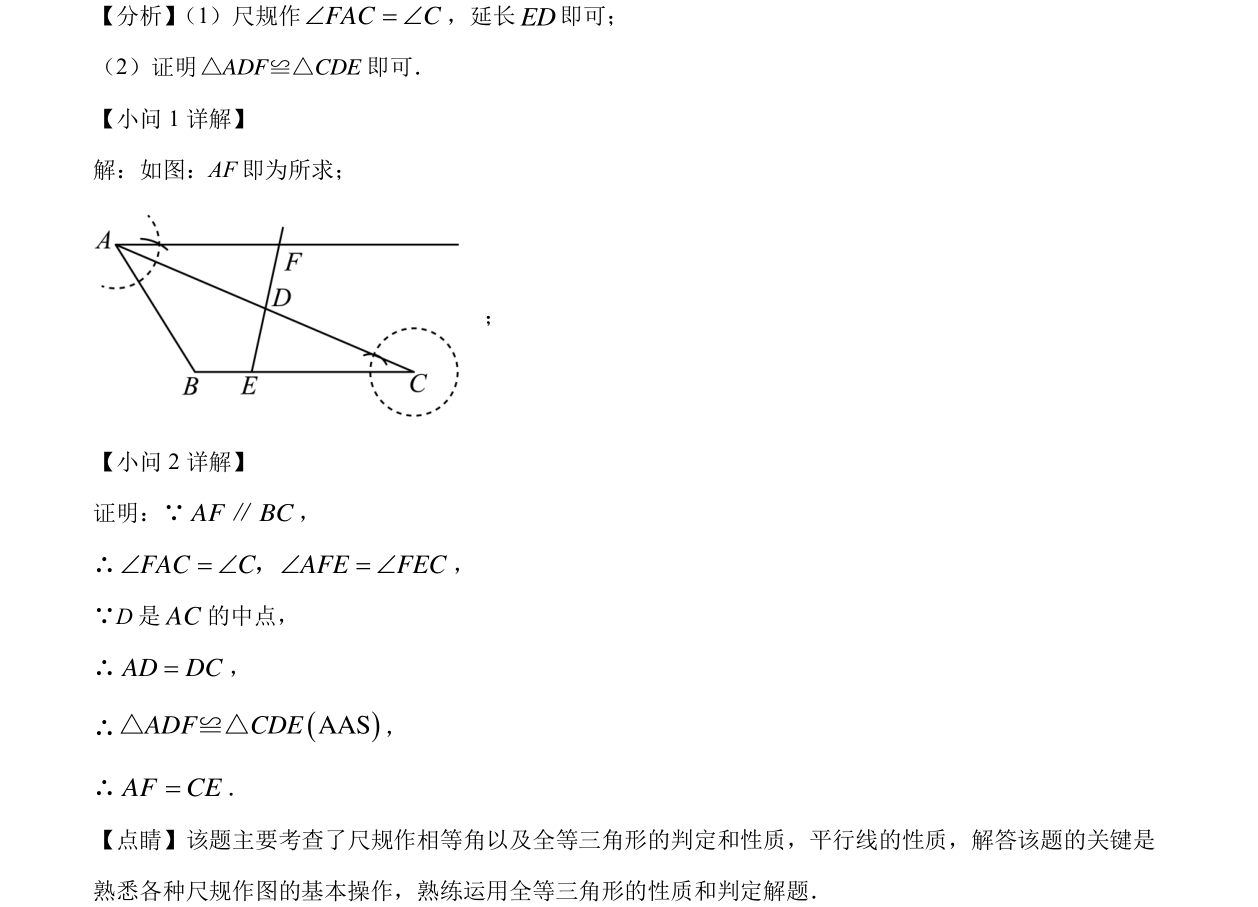 【分析】（1）尺规作∠FAC＝∠C，延长ED即可；
（2）证明△ADF≌△CDE即可．
【小问1详解】
解：如图：AF即为所求；
A
F
D
；
B
E
C
【小问2详解】
证明：∵AF∥BC，
∴∠FAC＝∠C，∠AFE＝∠FEC，
∵D是AC的中点，
∴AD＝DC，
∴△ADF≌△CDE(AAS)，
∴AF＝CE．
【点睛】该题主要考查了尺规作相等角以及全等三角形的判定和性质，平行线的性质，解答该题的关键是
熟悉各种尺规作图的基本操作，熟练运用全等三角形的性质和判定解题．